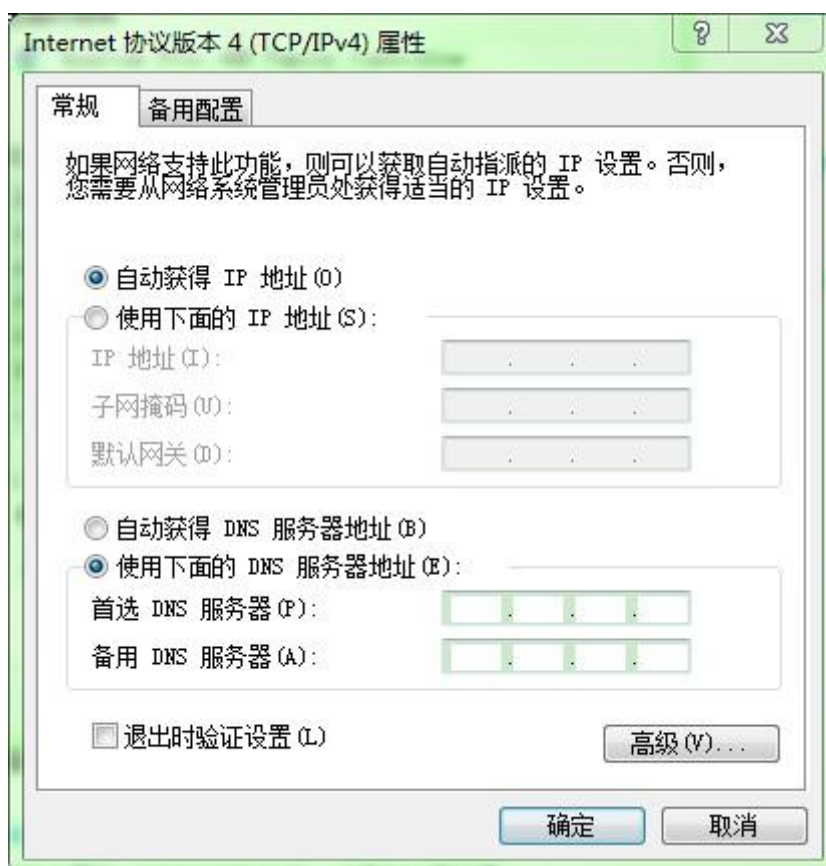 Internet 协议版本 4 (TCP/IPv4) 属性
常规
备用配置
如果网络支持此功能，则可以获取自动指派的 IP 设置。否则，
您需要从网络系统管理员处获得适当的 IP 设置。
自动获得 IP 地址(O)
使用下面的 IP 地址(S):
IP 地址(I):
子网掩码(U):
默认网关(D):
自动获得 DNS 服务器地址(B)
使用下面的 DNS 服务器地址(E):
首选 DNS 服务器(P):
备用 DNS 服务器(A):
退出时验证设置(L)
高级(V)...
确定
取消